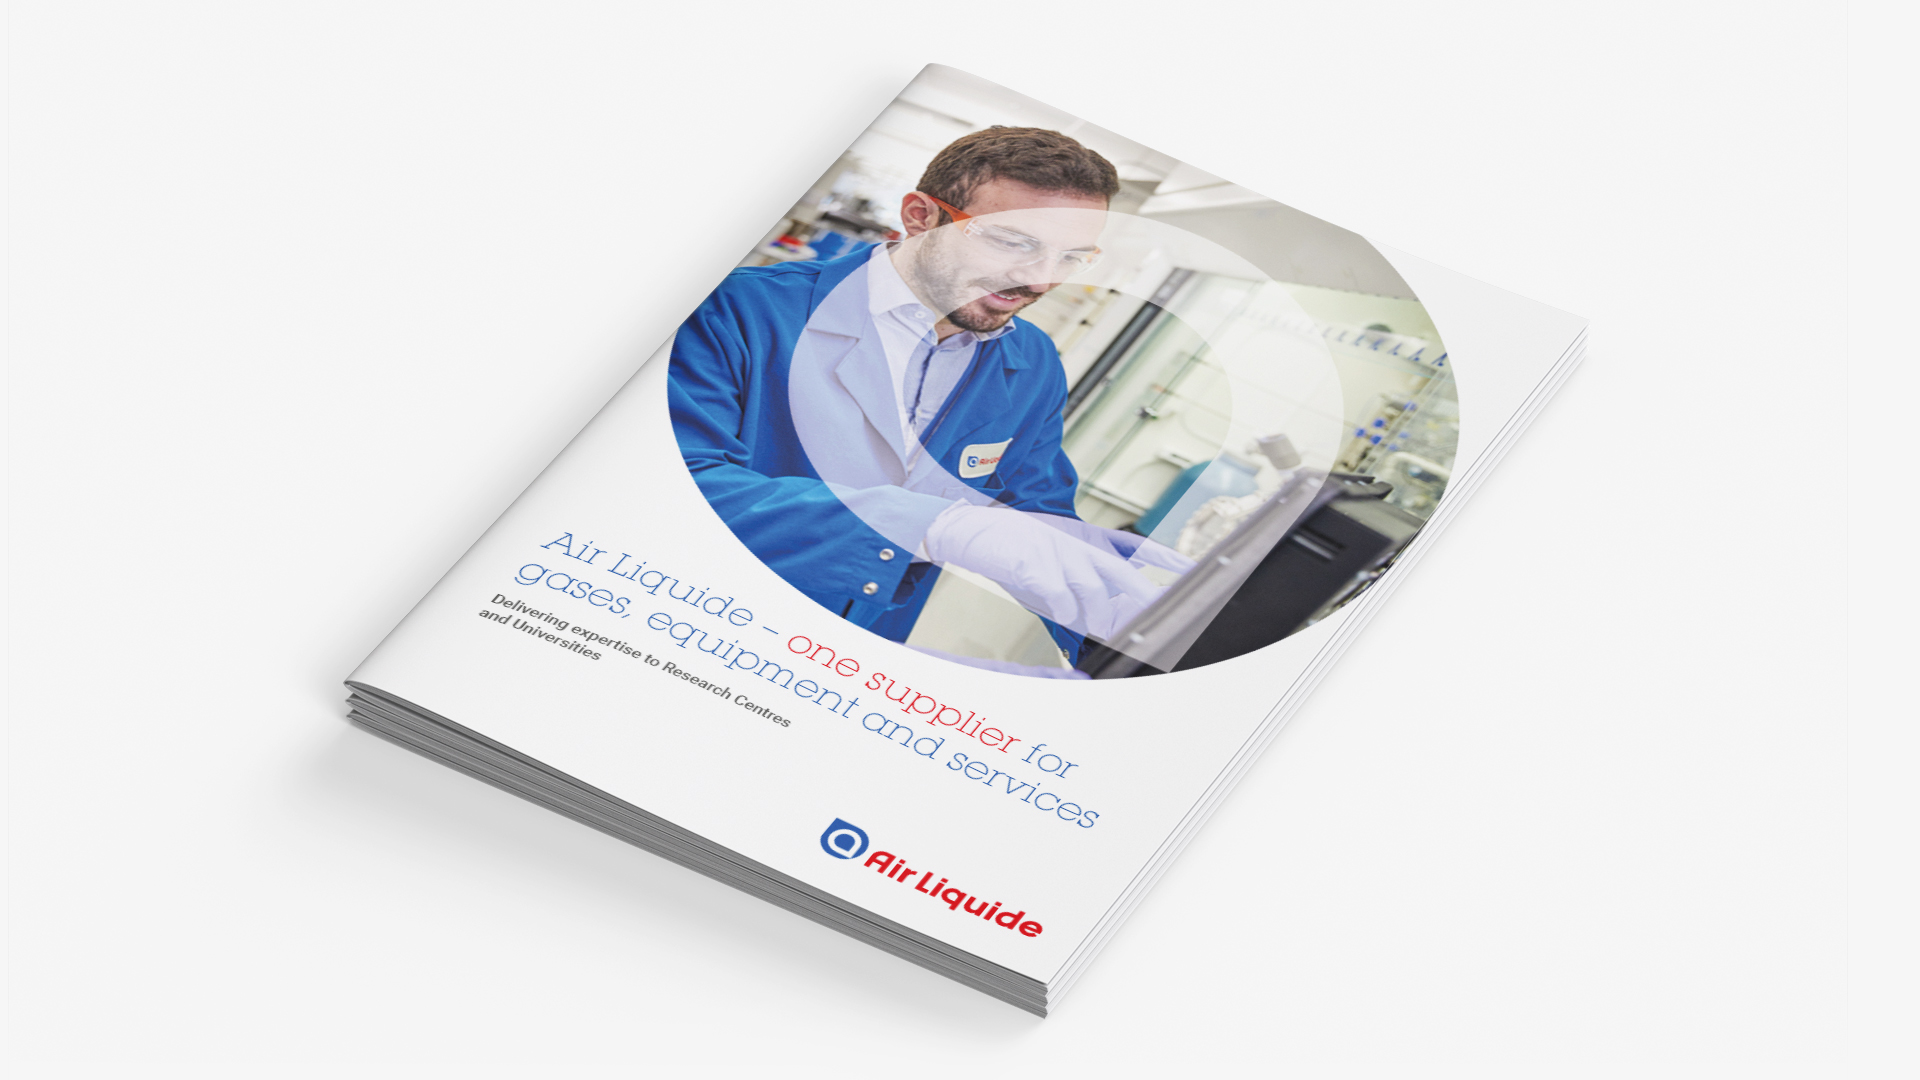 Air Liquide – one supplier for
gases, equipment and services
Delivering expertise to Research Centres
and Universities
Air Liquide